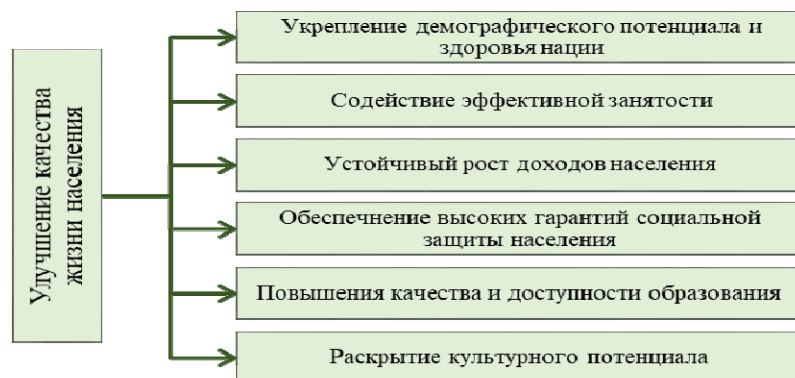 Улучшение качества
жизни населения
Укрепление демографического потенциала и
здоровья нации
Содействие эффективной занятости
Устойчивый рост доходов населения
Обеспечнение высоких гарантий социальной
защиты населения
Повышения качества и доступности образования
Раскрытие культурного потенциала